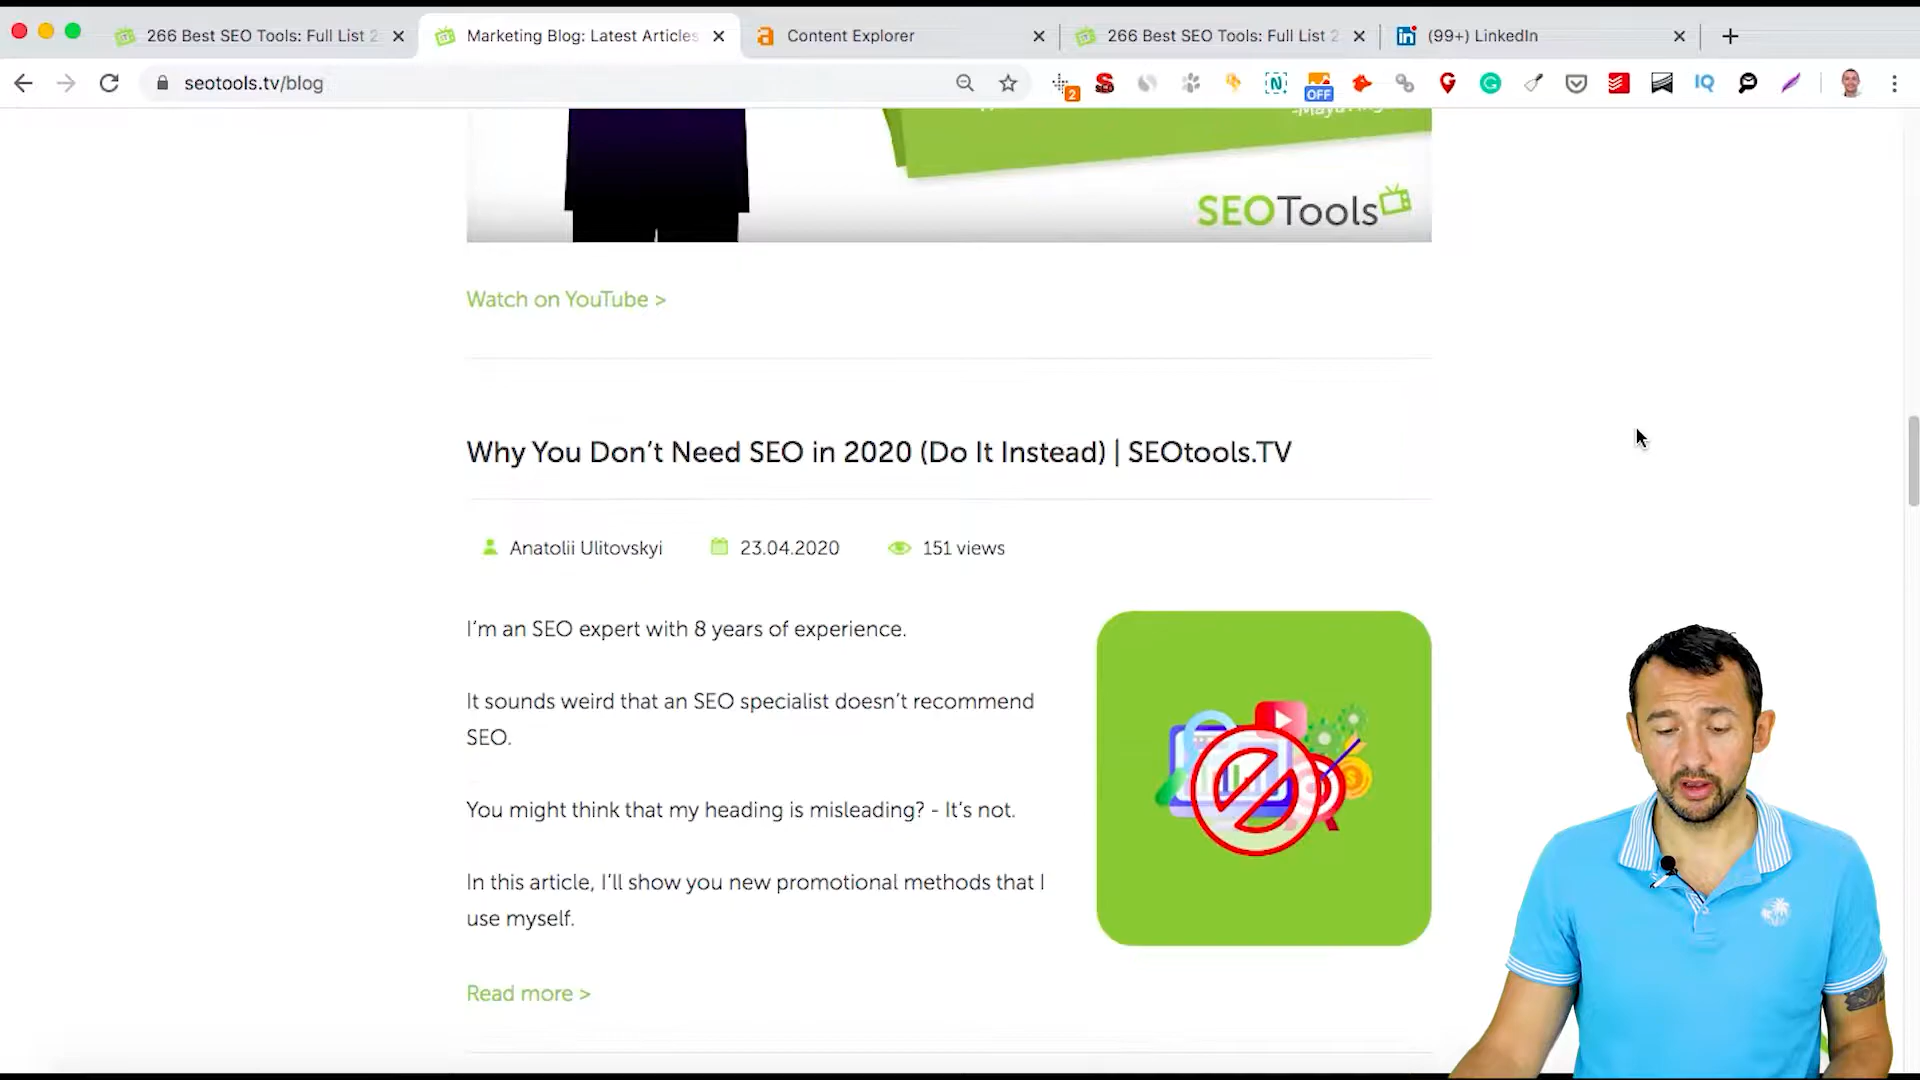 266 Best SEO Tools: Full List 2
Marketing Blog: Latest Articles
Content Explorer
266 Best SEO Tools: Full List 2
(99+) LinkedIn
seotools.tv/blog
2
OFF
SEOTools
Watch on YouTube >
Why You Don't Need SEO in 2020 (Do It Instead) | SEOtools.TV
Anatolii Ulitovskyi
23.04.2020
151 views
I'm an SEO expert with 8 years of experience.
It sounds weird that an SEO specialist doesn't recommend
SEO.
You might think that my heading is misleading? - It's not.
In this article, I'll show you new promotional methods that I
use myself.
Read more >